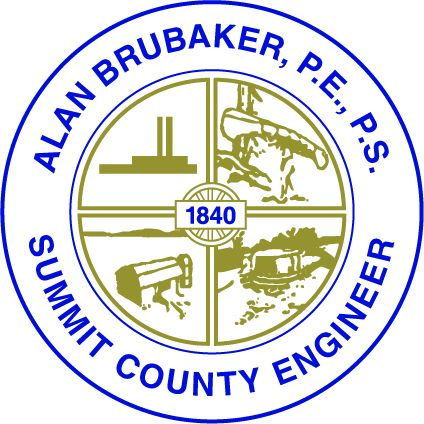 ALAN BRUBAKER, P.E., P.S.
1840
SUMMIT COUNTY ENGINEER